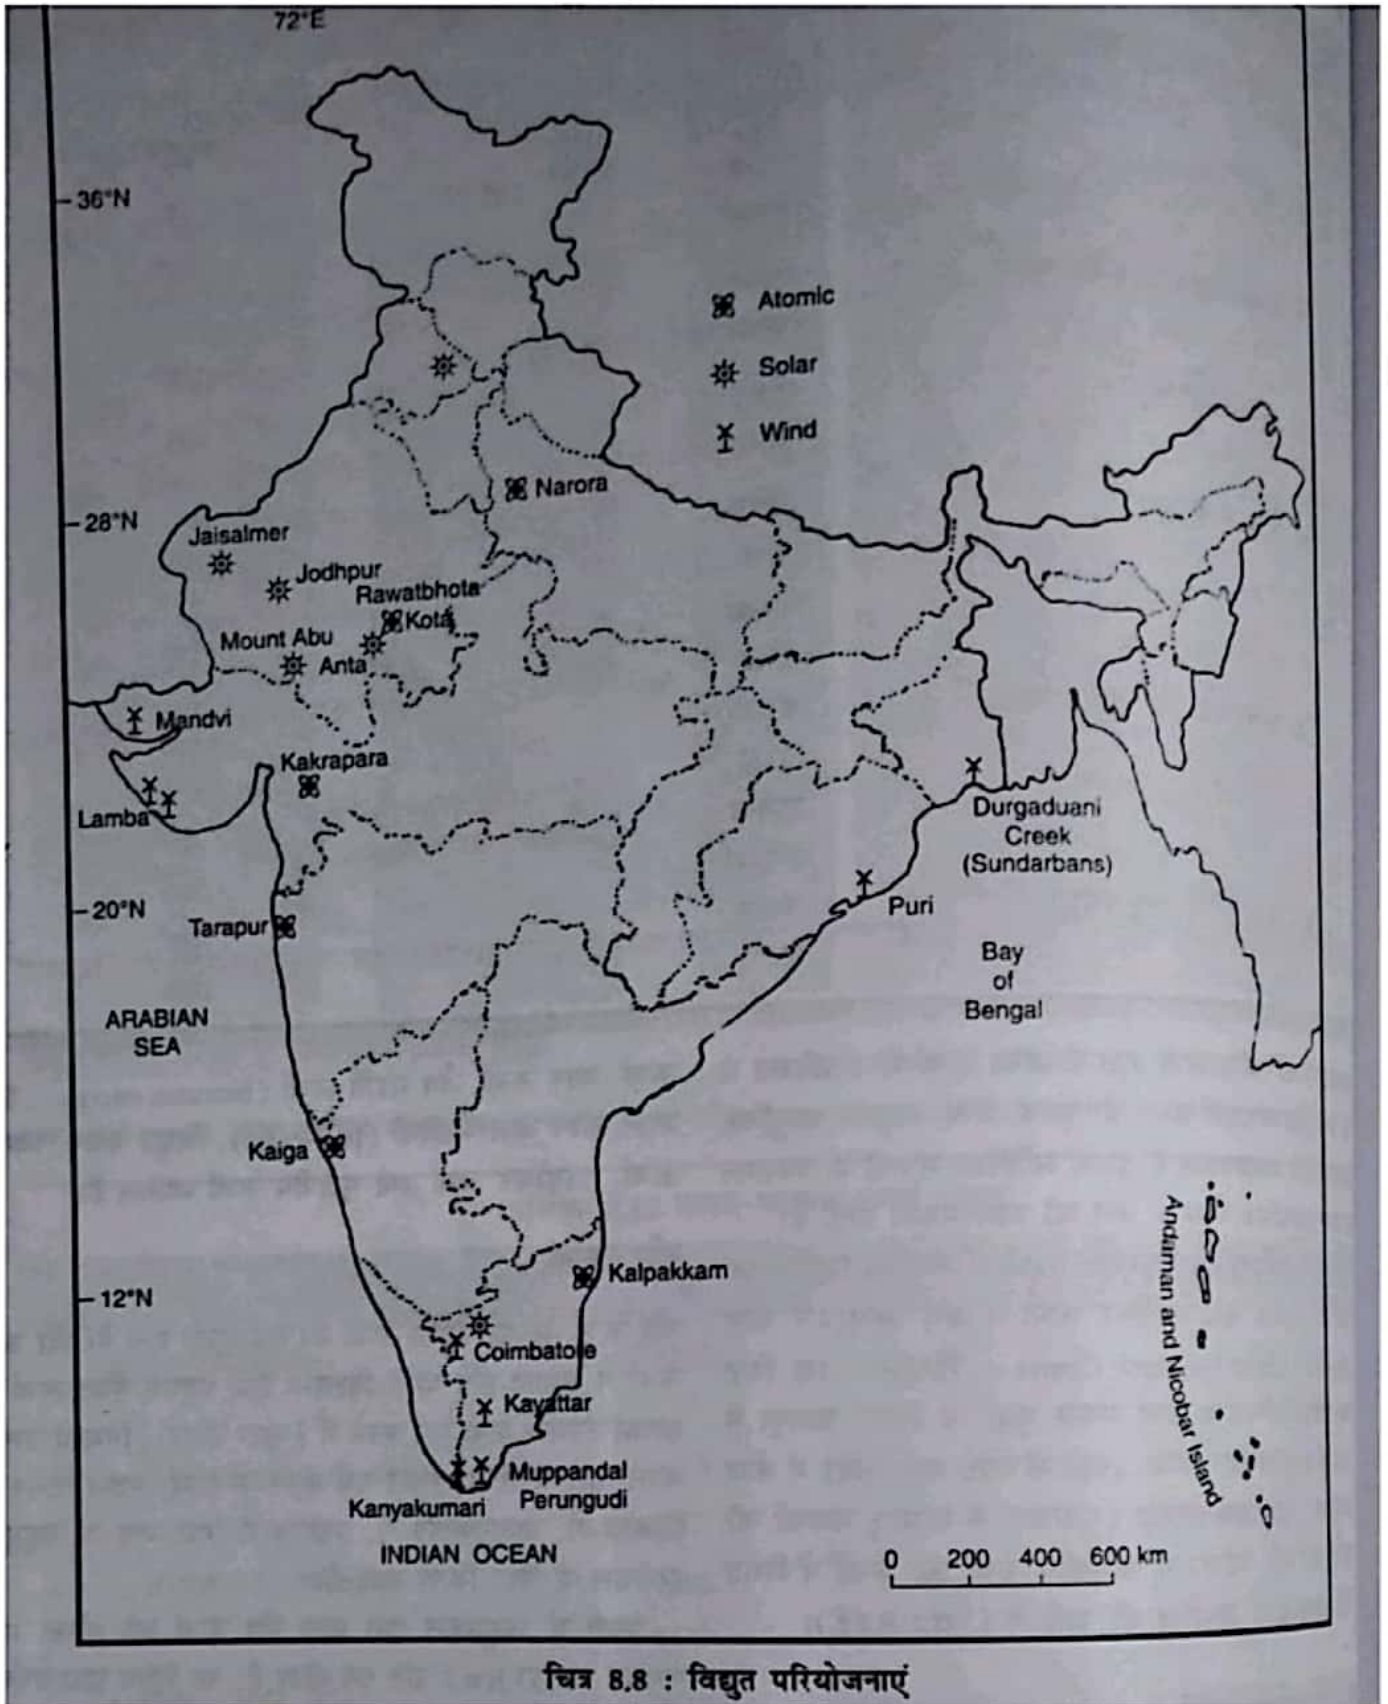 72°E
36°N
Atomic
Solar
Wind
Narora
28°N
Jaisalmer
Jodhpur
Rawatbhota
Kota
Mount Abu
Anta
Mandvi
Kakrapara
Lamba
Durgaduani
Creek
(Sundarbans)
20°N
Puri
Tarapur
Bay
of
Bengal
ARABIAN
SEA
Kaiga
Andaman and Nicobar Island
Kalpakkam
12°N
Coimbatore
Kayattar
Muppandal
Perungudi
Kanyakumari
INDIAN OCEAN
0 200 400 600 km
चित्र 8.8 : विद्युत परियोजनाएं